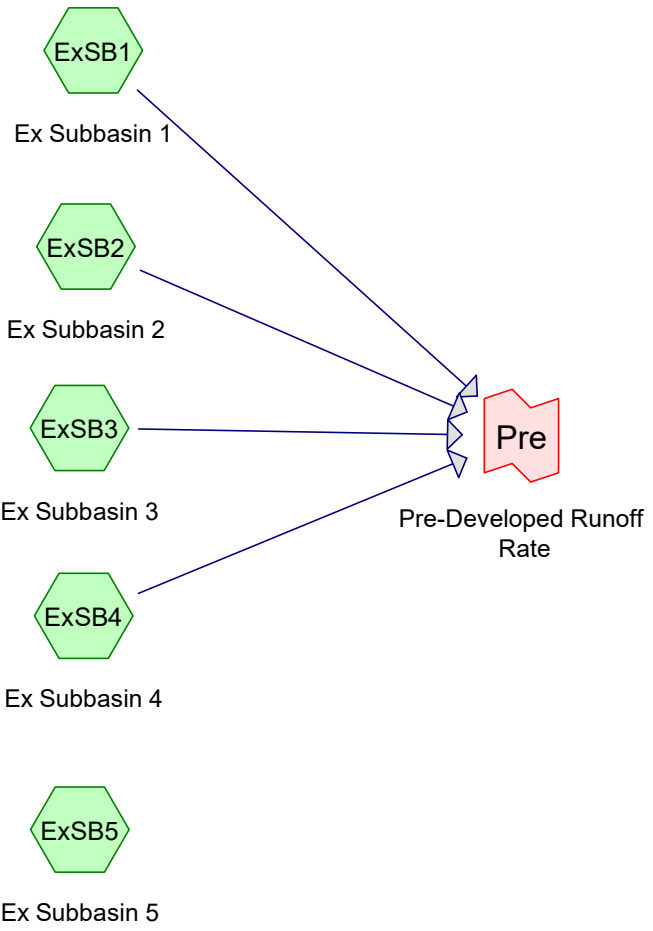 ExSB1
Ex Subbasin 1
ExSB2
Ex Subbasin 2
ExSB3
Ex Subbasin 3
Pre
Pre-Developed Runoff
Rate
ExSB4
Ex Subbasin 4
ExSB5
Ex Subbasin 5